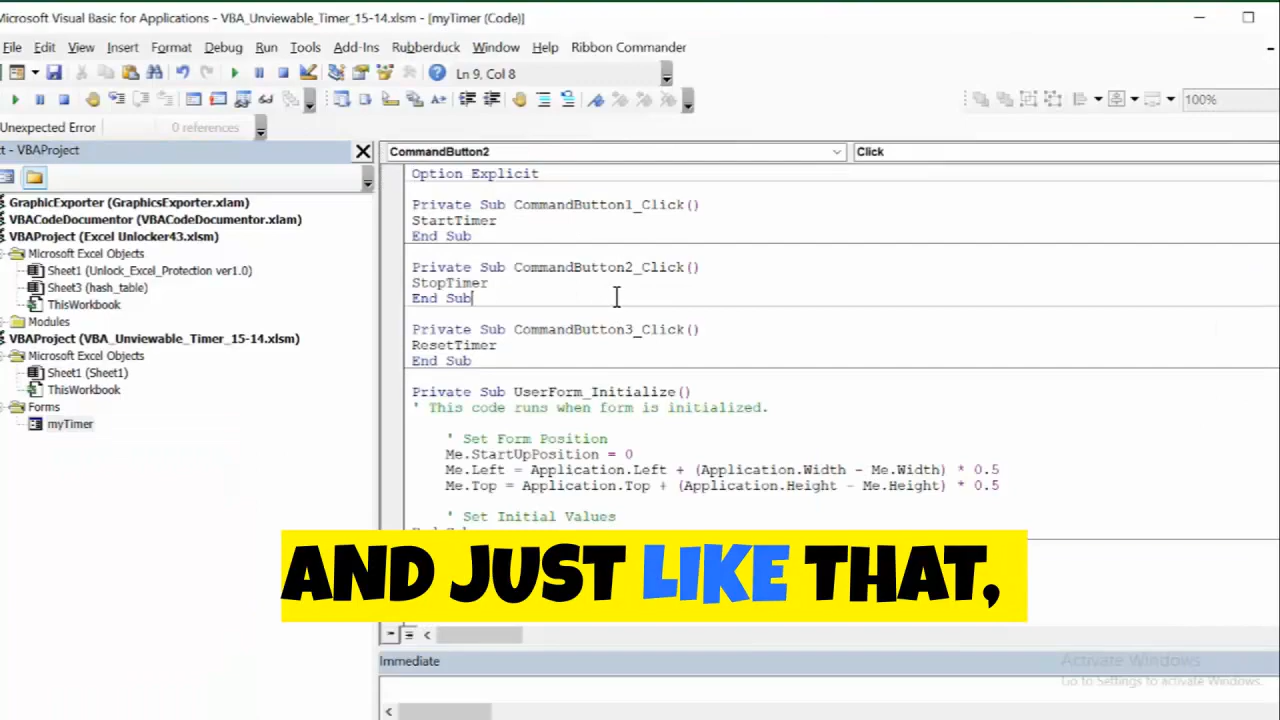 Microsoft Visual Basic for Applications - VBA_Unviewable_Timer_15-14.xlsm - [myTimer (Code)]
File Edit View Insert Format Debug Run Tools Add-Ins Rubberduck Window Help Ribbon Commander
Ln 9, Col 8
100%
Unexpected Error 0 references
t - VBAProject
CommandButton2 Click
GraphicExporter (GraphicsExporter.xlam)
VBACodeDocumentor (VBACodeDocumentor.xlam)
VBAProject (Excel Unlocker43.xlsm)
Microsoft Excel Objects
Sheet1 (Unlock_Excel_Protection ver1.0)
Sheet3 (hash_table)
ThisWorkbook
Modules
VBAProject (VBA_Unviewable_Timer_15-14.xlsm)
Microsoft Excel Objects
Sheet1 (Sheet1)
ThisWorkbook
Forms
myTimer
Option Explicit
Private Sub CommandButton1_Click()
StartTimer
End Sub
Private Sub CommandButton2_Click()
StopTimer
End Sub
Private Sub CommandButton3_Click()
ResetTimer
End Sub
Private Sub UserForm_Initialize()
' This code runs when form is initialized.
' Set Form Position
Me.StartUpPosition = 0
Me.Left = Application.Left + (Application.Width - Me.Width) * 0.5
Me.Top = Application.Top + (Application.Height - Me.Height) * 0.5
' Set Initial Values
AND JUST LIKE THAT,
Immediate
Activate Windows
Go to Settings to activate Windows.